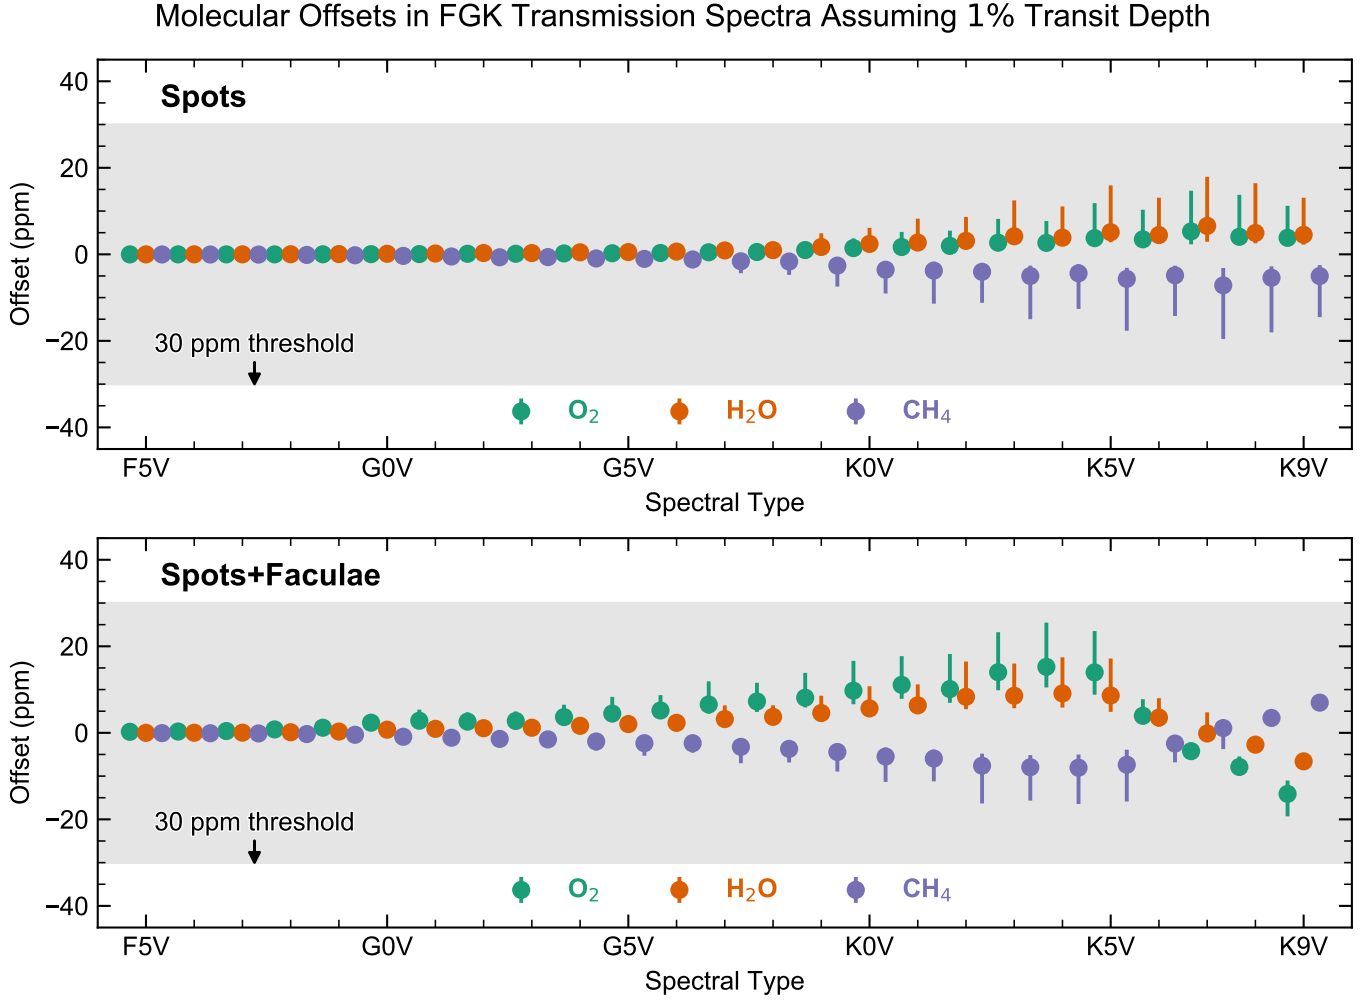 Molecular Offsets in FGK Transmission Spectra Assuming 1% Transit Depth
Spots
Offset (ppm)
40
20
0
−20
−40
30 ppm threshold
O₂ H₂O CH₄
F5V G0V G5V K0V K5V K9V
Spectral Type
Spots+Faculae
Offset (ppm)
40
20
0
−20
−40
30 ppm threshold
O₂ H₂O CH₄
F5V G0V G5V K0V K5V K9V
Spectral Type